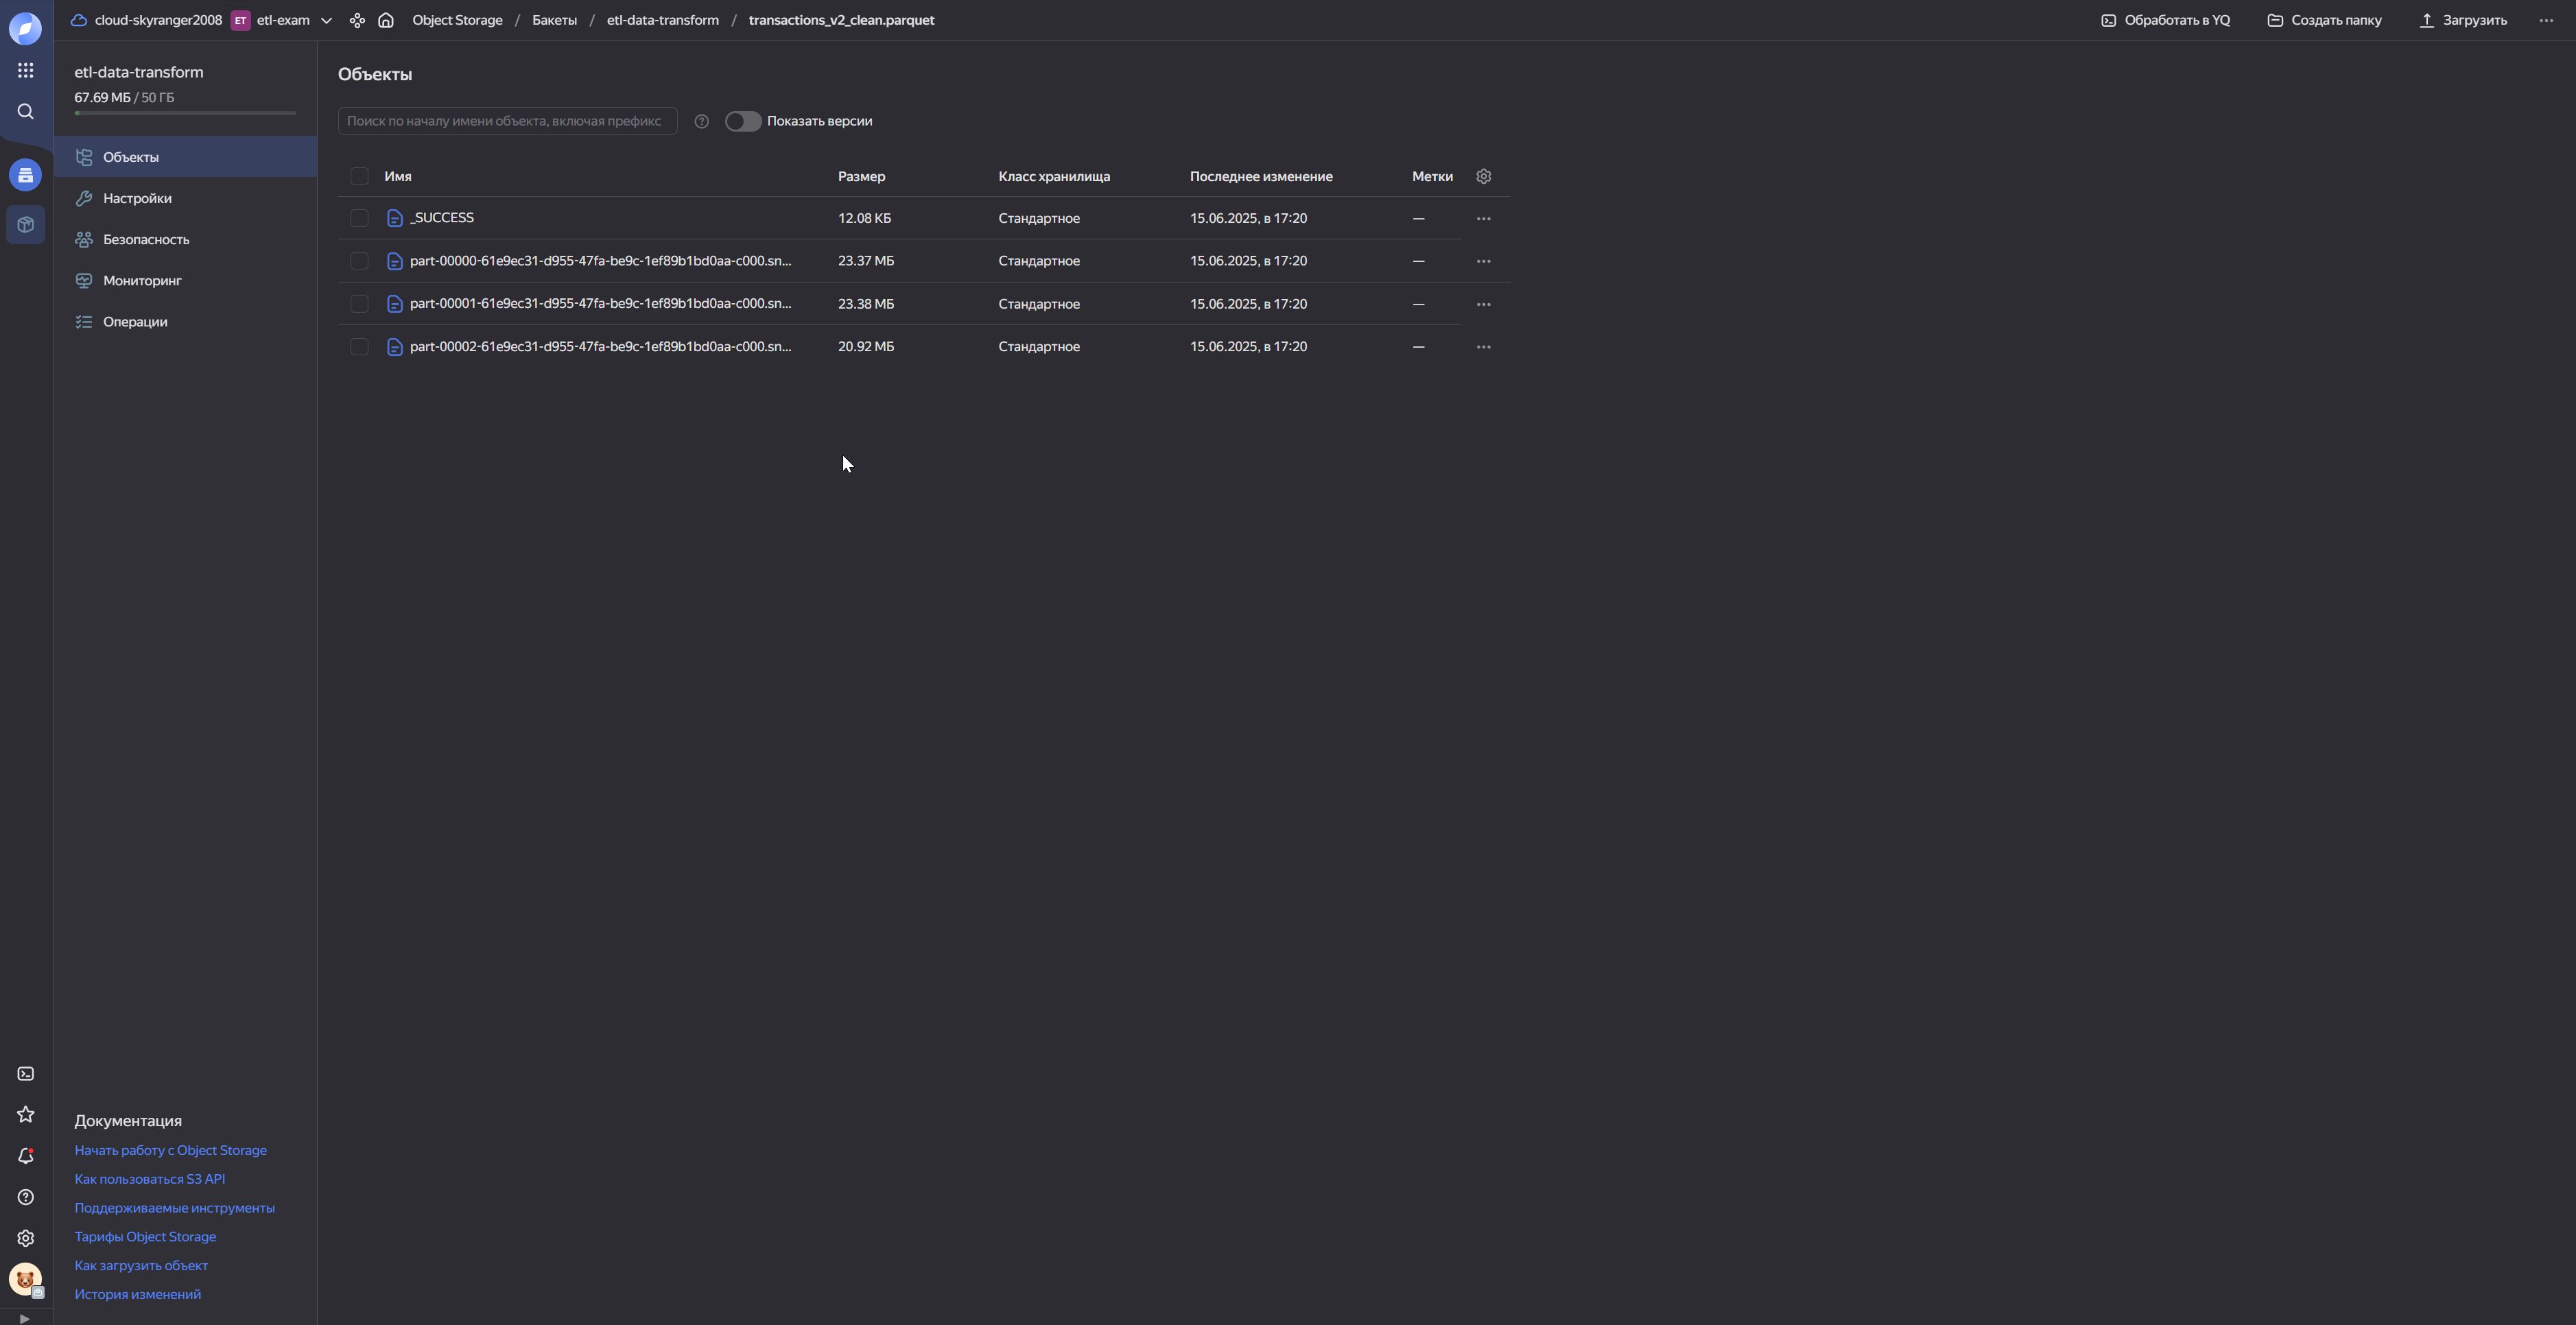 cloud-skyranger2008 ET etl-exam Object Storage / Бакеты / etl-data-transform / transactions_v2_clean.parquet Обработать в YQ Создать папку Загрузить
etl-data-transform
67.69 МБ / 50 ГБ
Объекты
Настройки
Безопасность
Мониторинг
Операции
Объекты
Поиск по началу имени объекта, включая префикс Показать версии
Имя Размер Класс хранилища Последнее изменение Метки
_SUCCESS 12.08 КБ Стандартное 15.06.2025, в 17:20 —
part-00000-61e9ec31-d955-47fa-be9c-1ef89b1bd0aa-c000.sn... 23.37 МБ Стандартное 15.06.2025, в 17:20 —
part-00001-61e9ec31-d955-47fa-be9c-1ef89b1bd0aa-c000.sn... 23.38 МБ Стандартное 15.06.2025, в 17:20 —
part-00002-61e9ec31-d955-47fa-be9c-1ef89b1bd0aa-c000.sn... 20.92 МБ Стандартное 15.06.2025, в 17:20 —
Документация
Начать работу с Object Storage
Как пользоваться S3 API
Поддерживаемые инструменты
Тарифы Object Storage
Как загрузить объект
История изменений